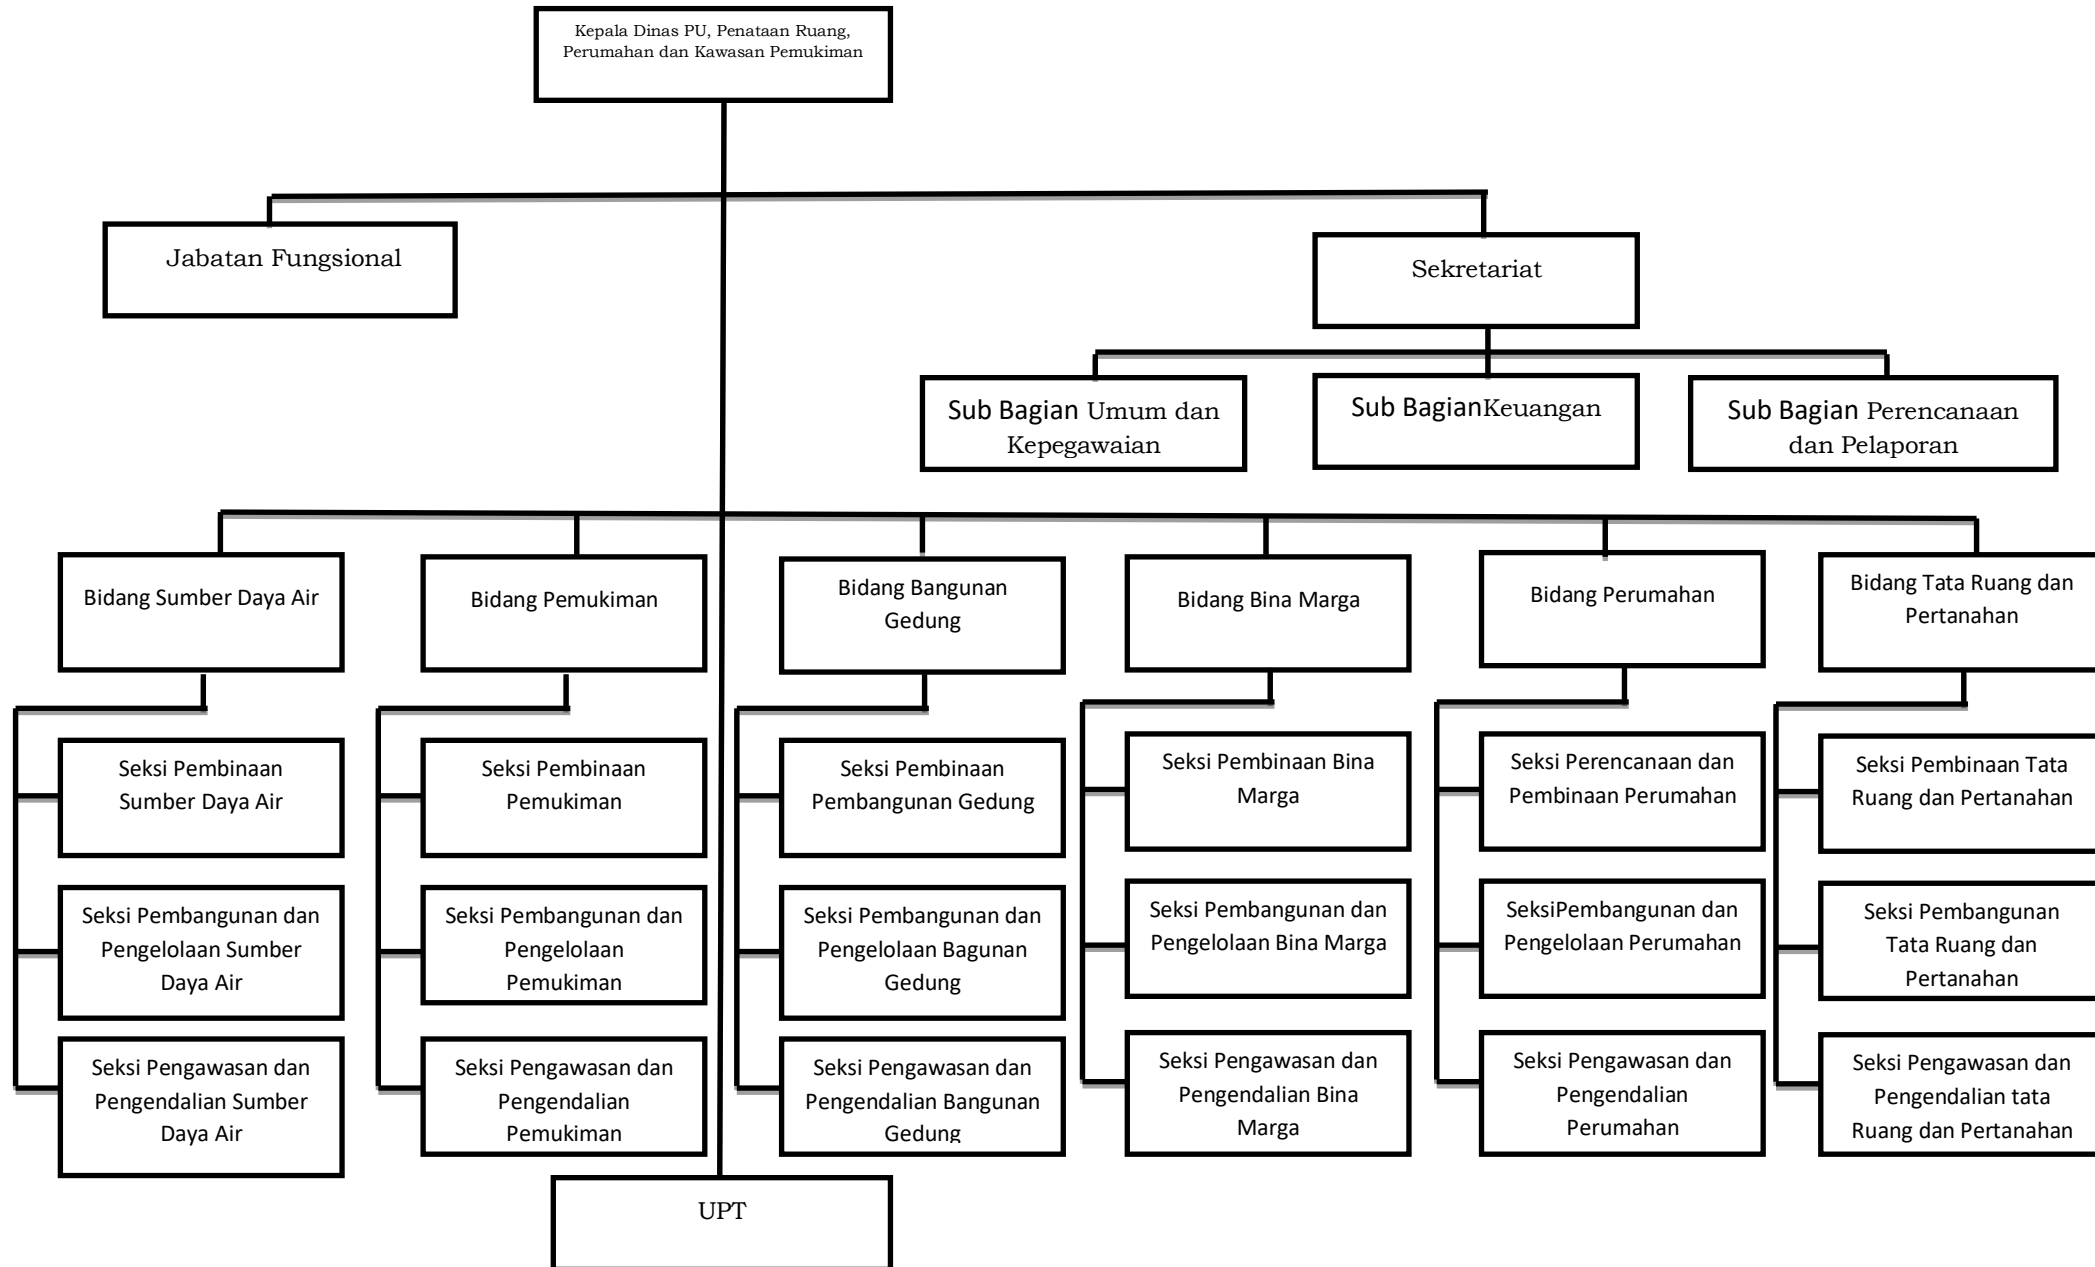 Kepala Dinas PU, Penataan Ruang,
Perumahan dan Kawasan Pemukiman
Jabatan Fungsional
Sekretariat
Sub Bagian Umum dan
Kepegawaian
Sub BagianKeuangan
Sub Bagian Perencanaan
dan Pelaporan
Bidang Sumber Daya Air
Bidang Pemukiman
Bidang Bangunan
Gedung
Bidang Bina Marga
Bidang Perumahan
Bidang Tata Ruang dan
Pertanahan
Seksi Pembinaan
Sumber Daya Air
Seksi Pembinaan
Pemukiman
Seksi Pembinaan
Pembangunan Gedung
Seksi Pembinaan Bina
Marga
Seksi Perencanaan dan
Pembinaan Perumahan
Seksi Pembinaan Tata
Ruang dan Pertanahan
Seksi Pembangunan dan
Pengelolaan Sumber
Daya Air
Seksi Pembangunan dan
Pengelolaan
Pemukiman
Seksi Pembangunan dan
Pengelolaan Bagunan
Gedung
Seksi Pembangunan dan
Pengelolaan Bina Marga
SeksiPembangunan dan
Pengelolaan Perumahan
Seksi Pembangunan
Tata Ruang dan
Pertanahan
Seksi Pengawasan dan
Pengendalian Sumber
Daya Air
Seksi Pengawasan dan
Pengendalian
Pemukiman
Seksi Pengawasan dan
Pengendalian Bangunan
Gedung
Seksi Pengawasan dan
Pengendalian Bina
Marga
Seksi Pengawasan dan
Pengendalian
Perumahan
Seksi Pengawasan dan
Pengendalian tata
Ruang dan Pertanahan
UPT